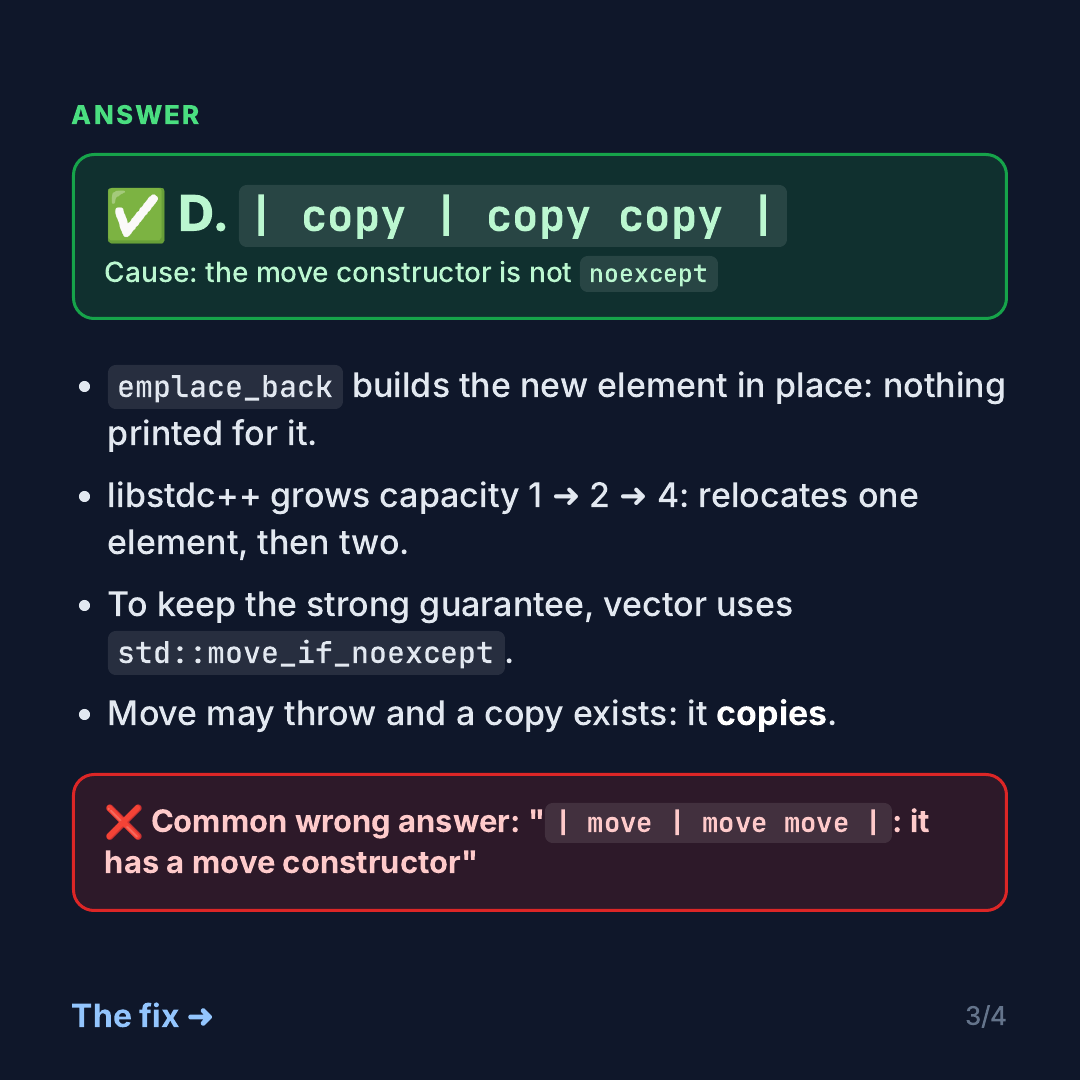 ANSWER
✅ D. | copy | copy copy |
Cause: the move constructor is not noexcept
• emplace_back builds the new element in place: nothing
printed for it.
• libstdc++ grows capacity 1 ➜ 2 ➜ 4: relocates one
element, then two.
• To keep the strong guarantee, vector uses
std::move_if_noexcept.
• Move may throw and a copy exists: it copies.
❌ Common wrong answer: "| move | move move |: it
has a move constructor"
The fix ➜
3/4